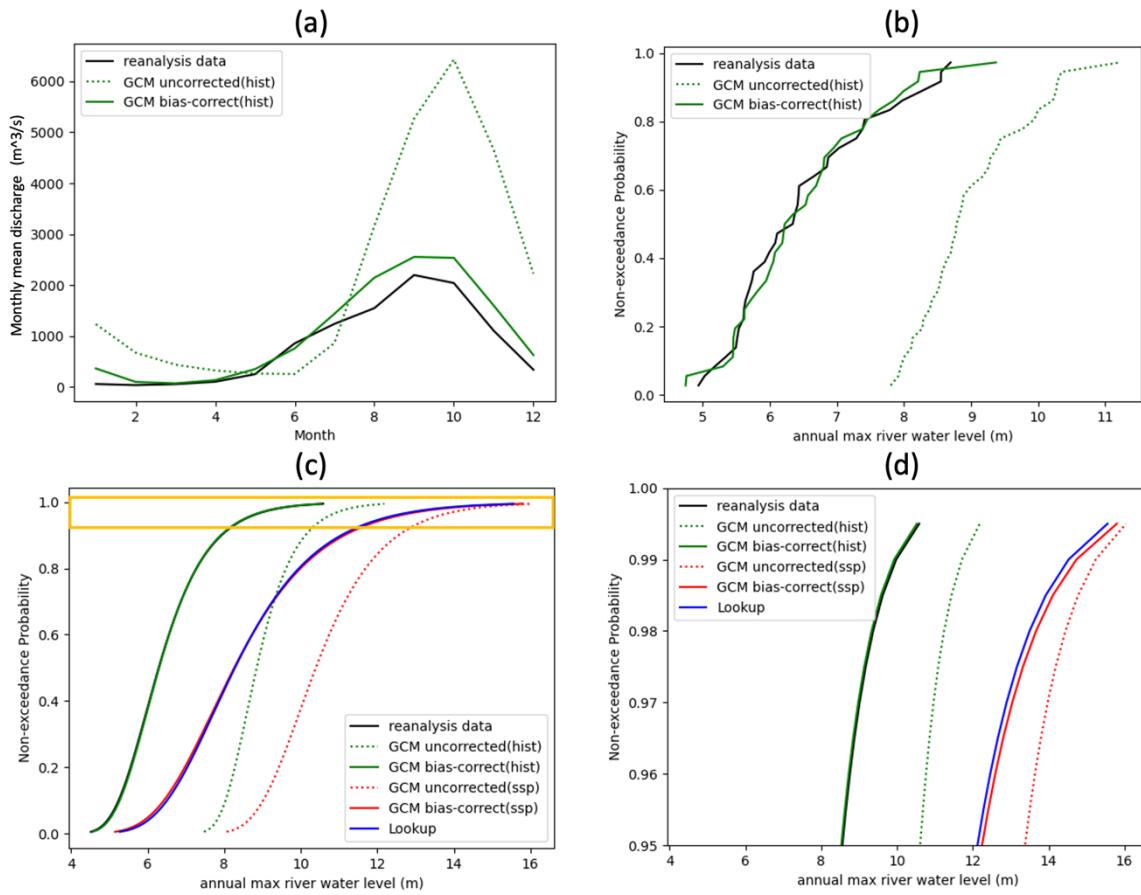 (a)
reanalysis data
GCM uncorrected(hist)
GCM bias-correct(hist)
Monthly mean discharge (m^3/s)
6000
5000
4000
3000
2000
1000
0
2 4 6 8 10 12
Month
(b)
reanalysis data
GCM uncorrected(hist)
GCM bias-correct(hist)
Non-exceedance Probability
1.0
0.8
0.6
0.4
0.2
0.0
5 6 7 8 9 10 11
annual max river water level (m)
(c)
Non-exceedance Probability
1.0
0.8
0.6
0.4
0.2
0.0
reanalysis data
GCM uncorrected(hist)
GCM bias-correct(hist)
GCM uncorrected(ssp)
GCM bias-correct(ssp)
Lookup
4 6 8 10 12 14 16
annual max river water level (m)
(d)
reanalysis data
GCM uncorrected(hist)
GCM bias-correct(hist)
GCM uncorrected(ssp)
GCM bias-correct(ssp)
Lookup
Non-exceedance Probability
1.00
0.99
0.98
0.97
0.96
0.95
4 6 8 10 12 14 16
annual max river water level (m)